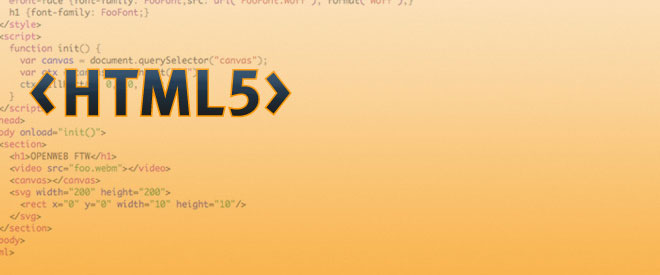 @font-face {font-family: FooFont;src: url("FooFont.woff"), format("woff");}
h1 {font-family: FooFont;}
</style>
<script>
function init() {
var canvas = document.querySelector("canvas");
var ctx =
ctx
}
</script>
head>
ody onload="init()">
<HTML5>
<section>
<h1>OPENWEB FTW</h1>
<video src="foo.webm"></video>
<canvas></canvas>
<svg width="200" height="200">
<rect x="0" y="0" width="10" height="10"/>
</svg>
</section>
body>
ml>